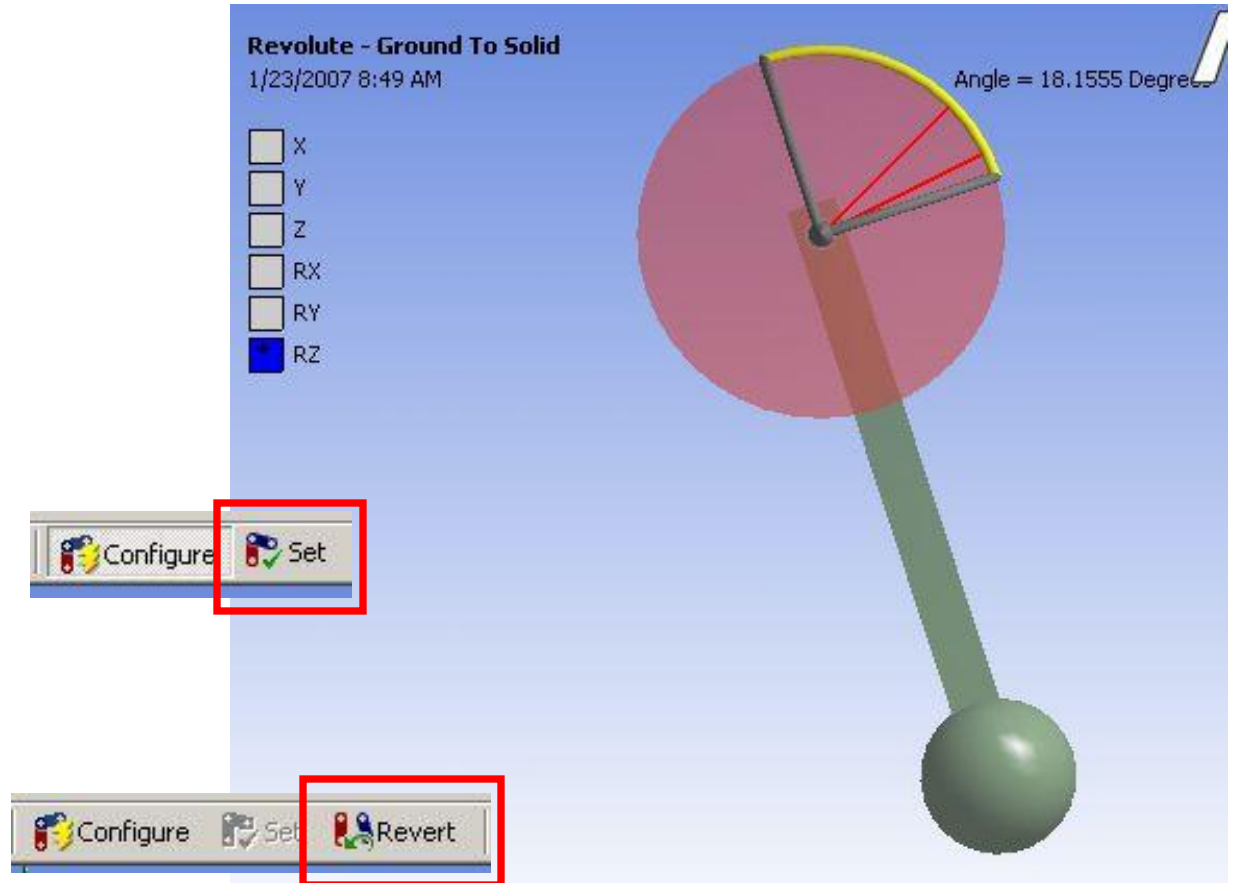 Revolute - Ground To Solid
1/23/2007 8:49 AM
Angle = 18.1555 Degrees
X
Y
Z
RX
RY
RZ
Configure Set
Configure Set Revert